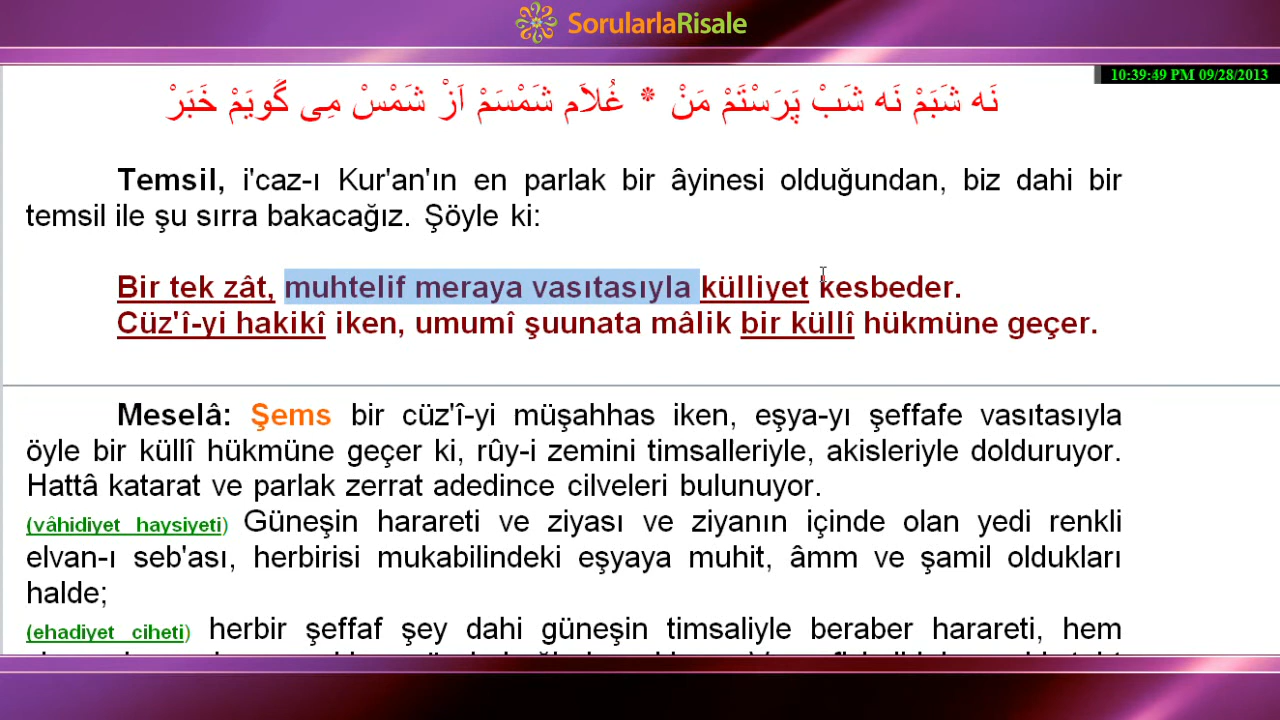 SorularlaRisale
10:39:49 PM 09/28/2013
نَه شَبَمْ نَه شَبْ پَرَسْتَمْ مَنْ * غُلاَمِ شَمْسَمْ اَزْ شَمْسْ مِى گَويَمْ خَبَرْ
Temsil, i'caz-ı Kur'an'ın en parlak bir âyinesi olduğundan, biz dahi bir
temsil ile şu sırra bakacağız. Şöyle ki:
Bir tek zât, muhtelif meraya vasıtasıyla külliyet kesbeder.
Cüz'î-yi hakikî iken, umumî şuunata mâlik bir küllî hükmüne geçer.
Meselâ: Şems bir cüz'î-yi müşahhas iken, eşya-yı şeffafe vasıtasıyla
öyle bir küllî hükmüne geçer ki, rûy-i zemini timsalleriyle, akisleriyle dolduruyor.
Hattâ katarat ve parlak zerrat adedince cilveleri bulunuyor.
(vâhidiyet haysiyeti) Güneşin harareti ve ziyası ve ziyanın içinde olan yedi renkli
elvan-ı seb'ası, herbirisi mukabilindeki eşyaya muhit, âmm ve şamil oldukları
halde;
(ehadiyet ciheti) herbir şeffaf şey dahi güneşin timsaliyle beraber harareti, hem